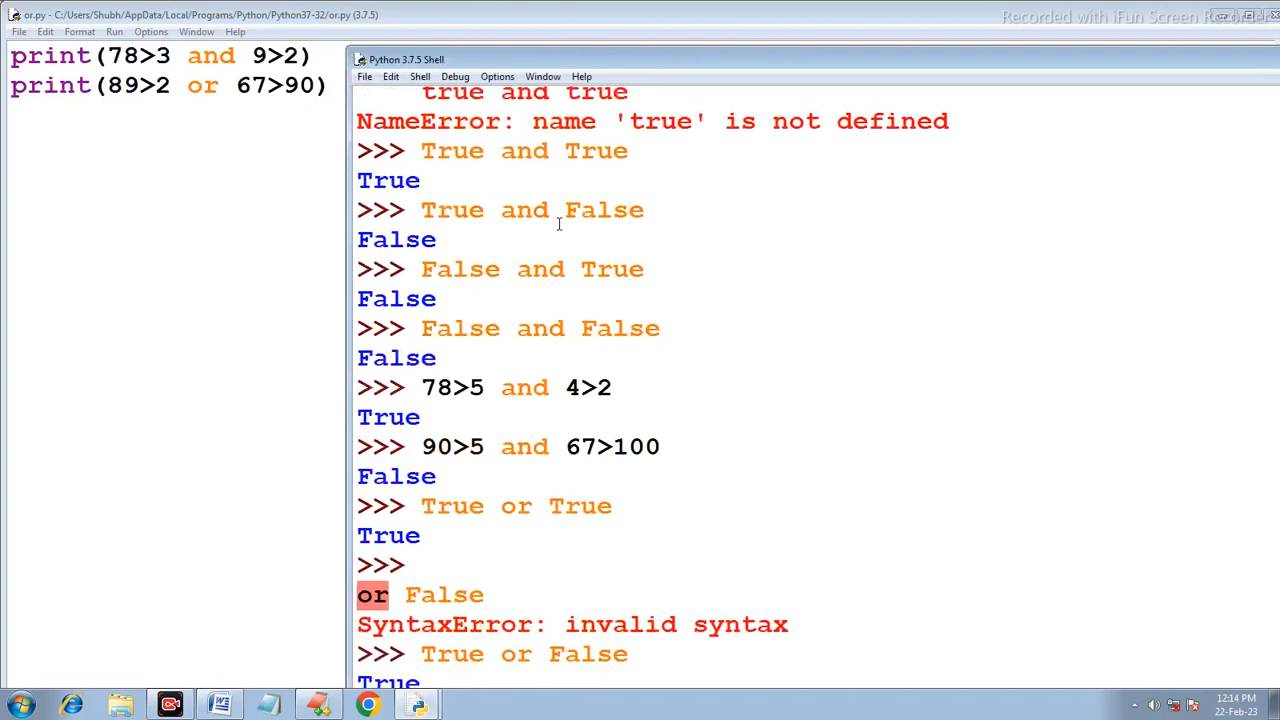 or.py - C:/Users/Shubh/AppData/Local/Programs/Python/Python37-32/or.py (3.7.5)
Recorded with iFun Screen Recorder
File Edit Format Run Options Window Help
print(78>3 and 9>2)
print(89>2 or 67>90)
Python 3.7.5 Shell
File Edit Shell Debug Options Window Help
true and true
NameError: name 'true' is not defined
>>> True and True
True
>>> True and False
False
>>> False and True
False
>>> False and False
False
>>> 78>5 and 4>2
True
>>> 90>5 and 67>100
False
>>> True or True
True
>>>
or False
SyntaxError: invalid syntax
>>> True or False
True
12:14 PM
22-Feb-23